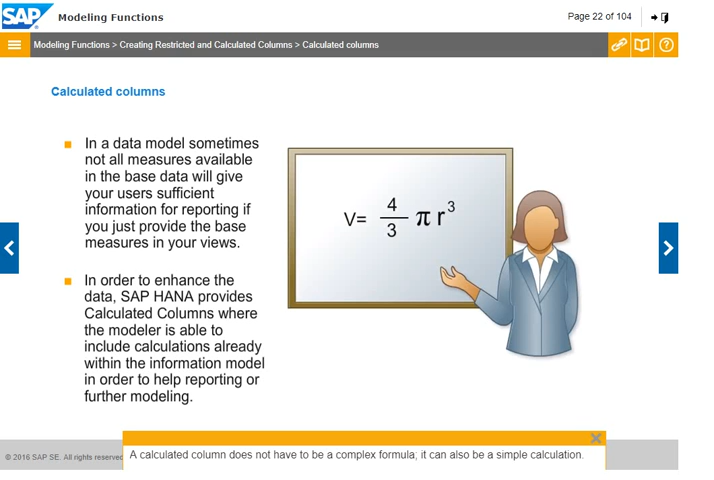 SAP®
Modeling Functions
Page 22 of 104
Modeling Functions > Creating Restricted and Calculated Columns > Calculated columns
Calculated columns
In a data model sometimes
not all measures available
in the base data will give
your users sufficient
information for reporting if
you just provide the base
measures in your views.
In order to enhance the
data, SAP HANA provides
Calculated Columns where
the modeler is able to
include calculations already
within the information model
in order to help reporting or
further modeling.
V= 4/3 π r³
© 2016 SAP SE. All rights reserved
A calculated column does not have to be a complex formula; it can also be a simple calculation.